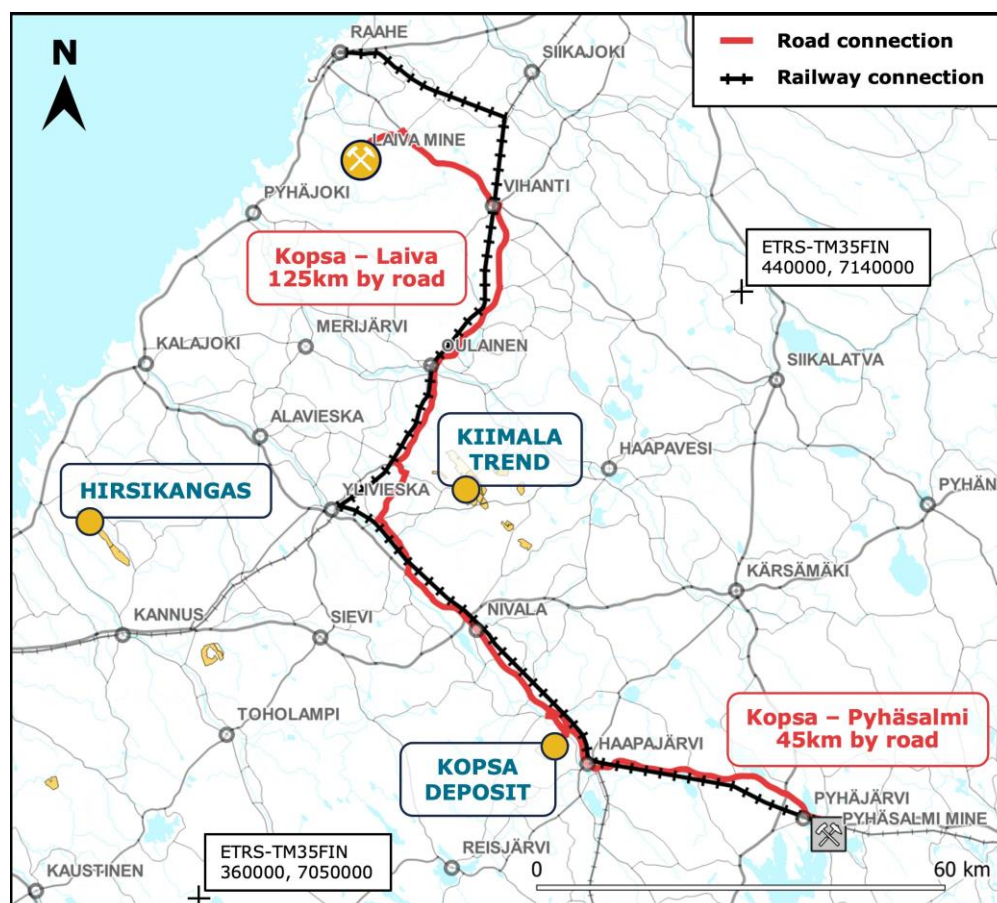 N
Road connection
Railway connection
RAAHE
SIIKAJOKI
LAIVA MINE
VIHANTI
PYHÄJOKI
Kopsa – Laiva
125km by road
ETRS-TM35FIN
440000, 7140000
MERIJÄRVI
OULAINEN
KALAJOKI
SIIKALATVA
ALAVIESKA
KIIMALA
TREND
HAAPAVESI
HIRSIKANGAS
YLIVIESKA
PYHÄN
KÄRSÄMÄKI
KANNUS
SIEVI
NIVALA
TOHOLAMPI
Kopsa – Pyhäsalmi
45km by road
HAAPAJÄRVI
KOPSA
DEPOSIT
PYHÄJÄRVI
PYHÄSALMI MINE
ETRS-TM35FIN
360000, 7050000
REISJÄRVI
KAUSTINEN
0
60 km